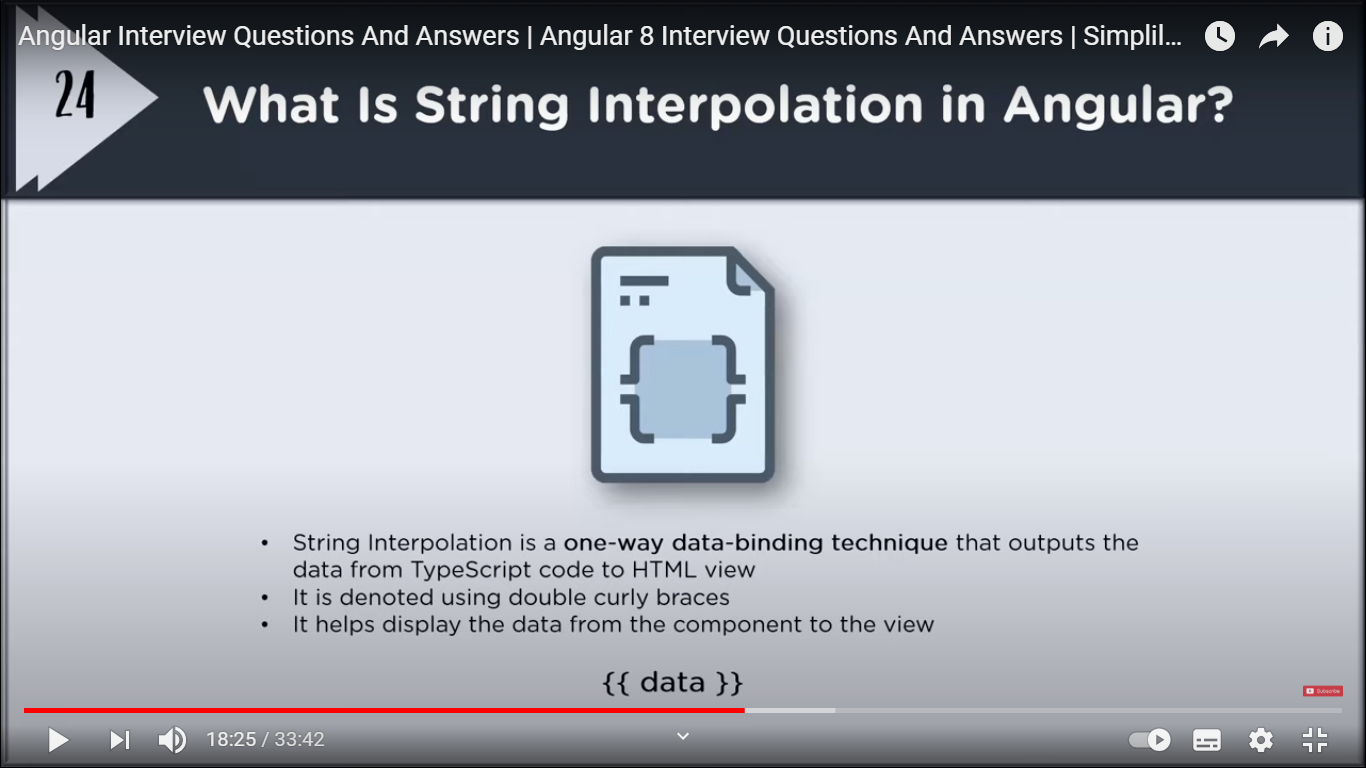 Angular Interview Questions And Answers | Angular 8 Interview Questions And Answers | Simplil...
24
What Is String Interpolation in Angular?
• String Interpolation is a one-way data-binding technique that outputs the
data from TypeScript code to HTML view
• It is denoted using double curly braces
• It helps display the data from the component to the view
{{ data }}
Subscribe
18:25 / 33:42